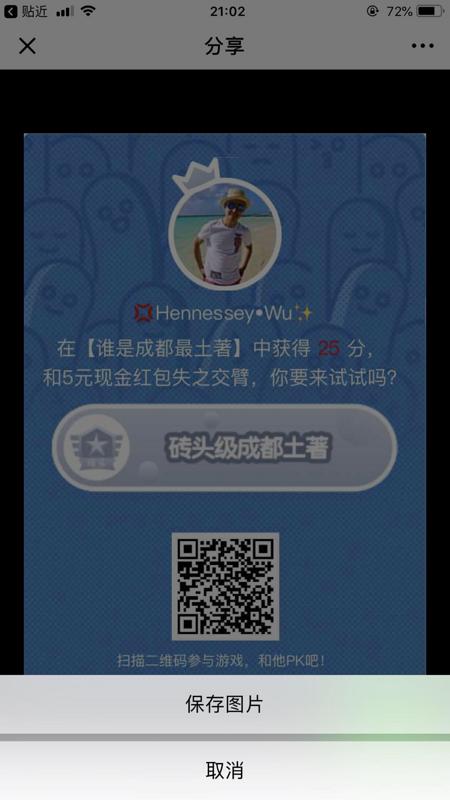 贴近
21:02
72%
分享
💢Hennessey•Wu✨
在【谁是成都最土著】中获得 25 分，
和5元现金红包失之交臂，你要来试试吗？
砖头级成都土著
扫描二维码参与游戏，和他PK吧！
保存图片
取消